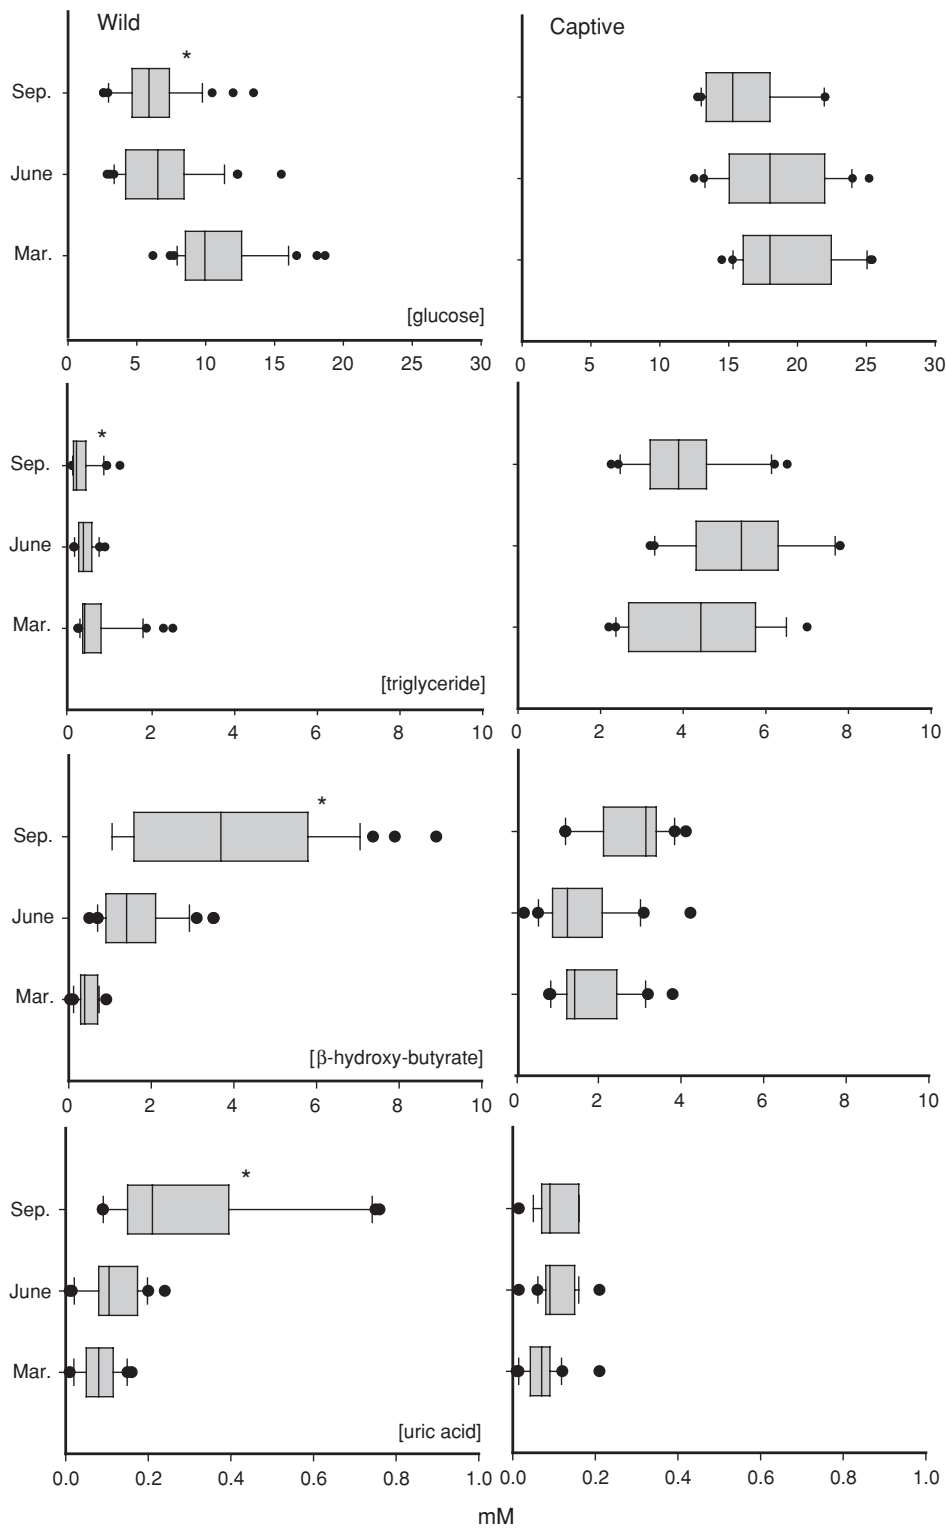 Wild
Captive
*
Sep.
June
Mar.
[glucose]
0 5 10 15 20 25 30
0 5 10 15 20 25 30
*
Sep.
June
Mar.
[triglyceride]
0 2 4 6 8 10
0 2 4 6 8 10
*
Sep.
June
Mar.
[β-hydroxy-butyrate]
0 2 4 6 8 10
0 2 4 6 8 10
*
Sep.
June
Mar.
[uric acid]
0.0 0.2 0.4 0.6 0.8 1.0
0.0 0.2 0.4 0.6 0.8 1.0
mM